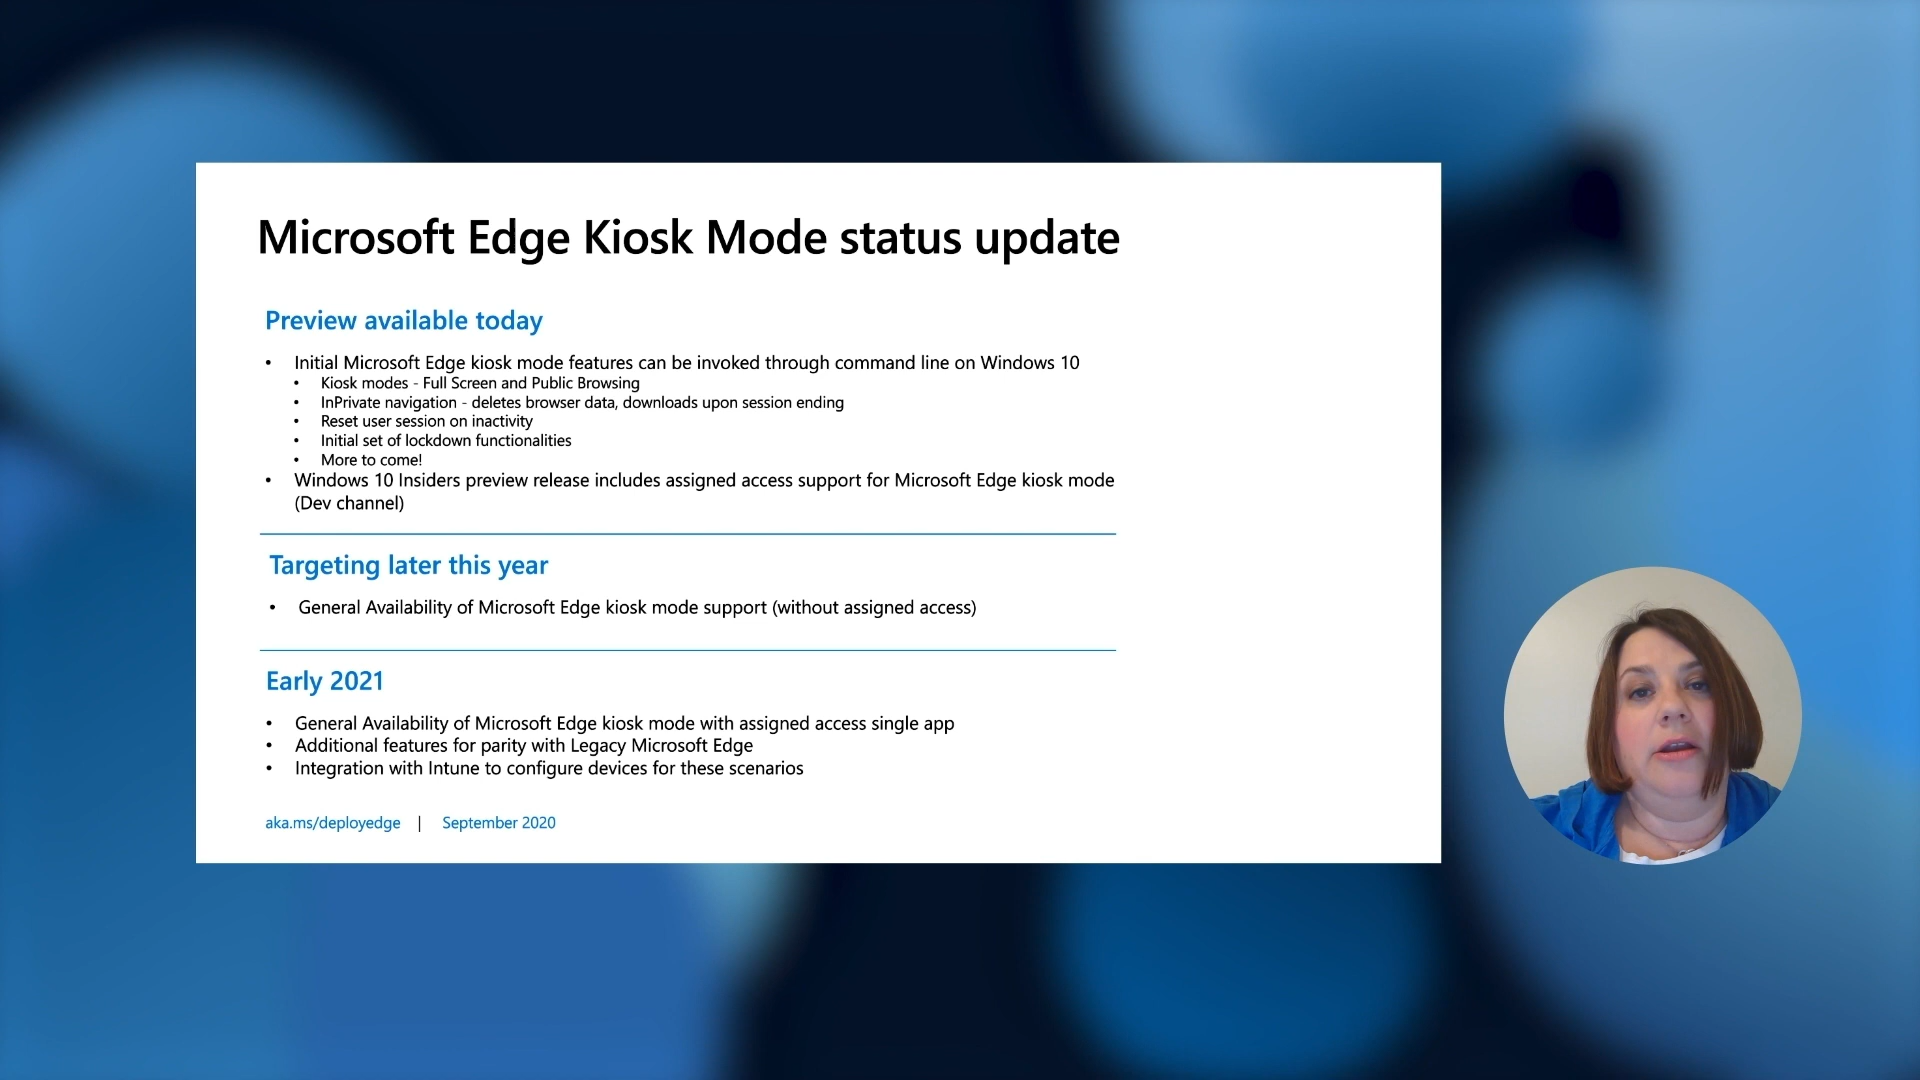 Microsoft Edge Kiosk Mode status update
Preview available today
• Initial Microsoft Edge kiosk mode features can be invoked through command line on Windows 10
• Kiosk modes - Full Screen and Public Browsing
• InPrivate navigation - deletes browser data, downloads upon session ending
• Reset user session on inactivity
• Initial set of lockdown functionalities
• More to come!
• Windows 10 Insiders preview release includes assigned access support for Microsoft Edge kiosk mode
(Dev channel)
Targeting later this year
• General Availability of Microsoft Edge kiosk mode support (without assigned access)
Early 2021
• General Availability of Microsoft Edge kiosk mode with assigned access single app
• Additional features for parity with Legacy Microsoft Edge
• Integration with Intune to configure devices for these scenarios
aka.ms/deployedge | September 2020